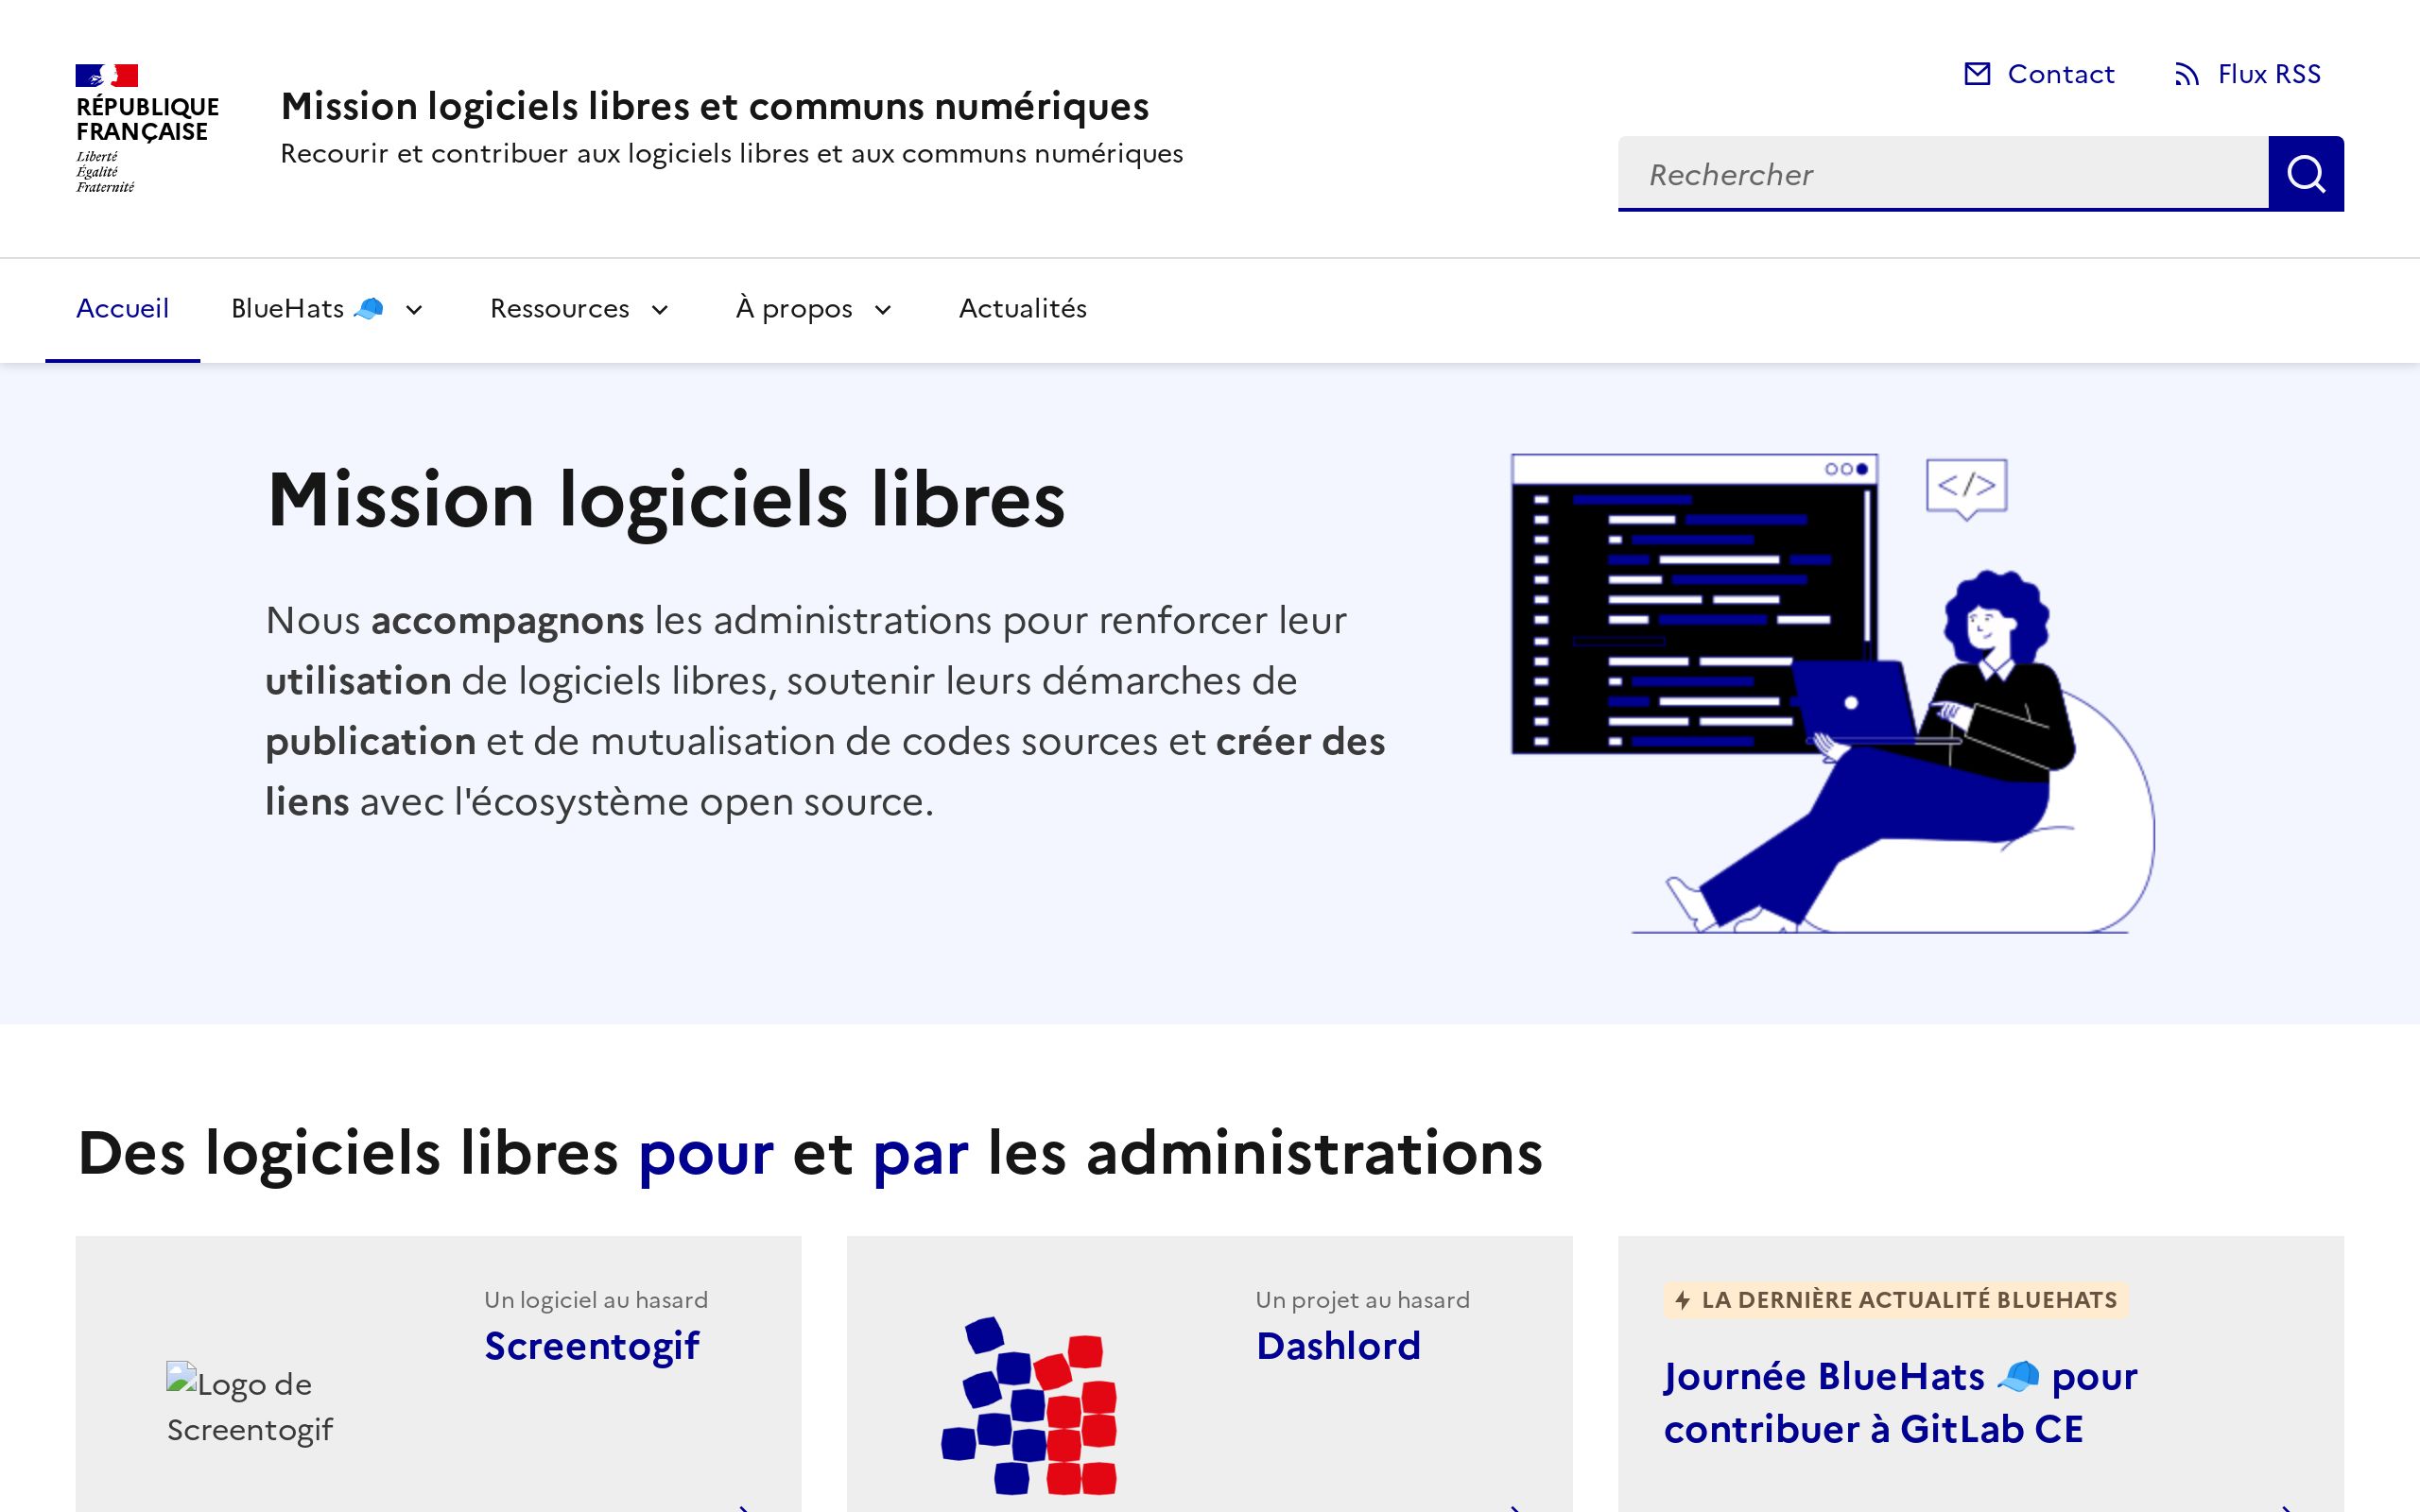 RÉPUBLIQUE
FRANÇAISE
Liberté
Égalité
Fraternité
Mission logiciels libres et communs numériques
Recourir et contribuer aux logiciels libres et aux communs numériques
Contact
Flux RSS
Rechercher
Accueil
BlueHats 🧢
Ressources
À propos
Actualités
Mission logiciels libres
Nous accompagnons les administrations pour renforcer leur
utilisation de logiciels libres, soutenir leurs démarches de
publication et de mutualisation de codes sources et créer des
liens avec l'écosystème open source.
</>
Des logiciels libres pour et par les administrations
Logo de
Screentogif
Un logiciel au hasard
Screentogif
Un projet au hasard
Dashlord
LA DERNIÈRE ACTUALITÉ BLUEHATS
Journée BlueHats 🧢 pour
contribuer à GitLab CE